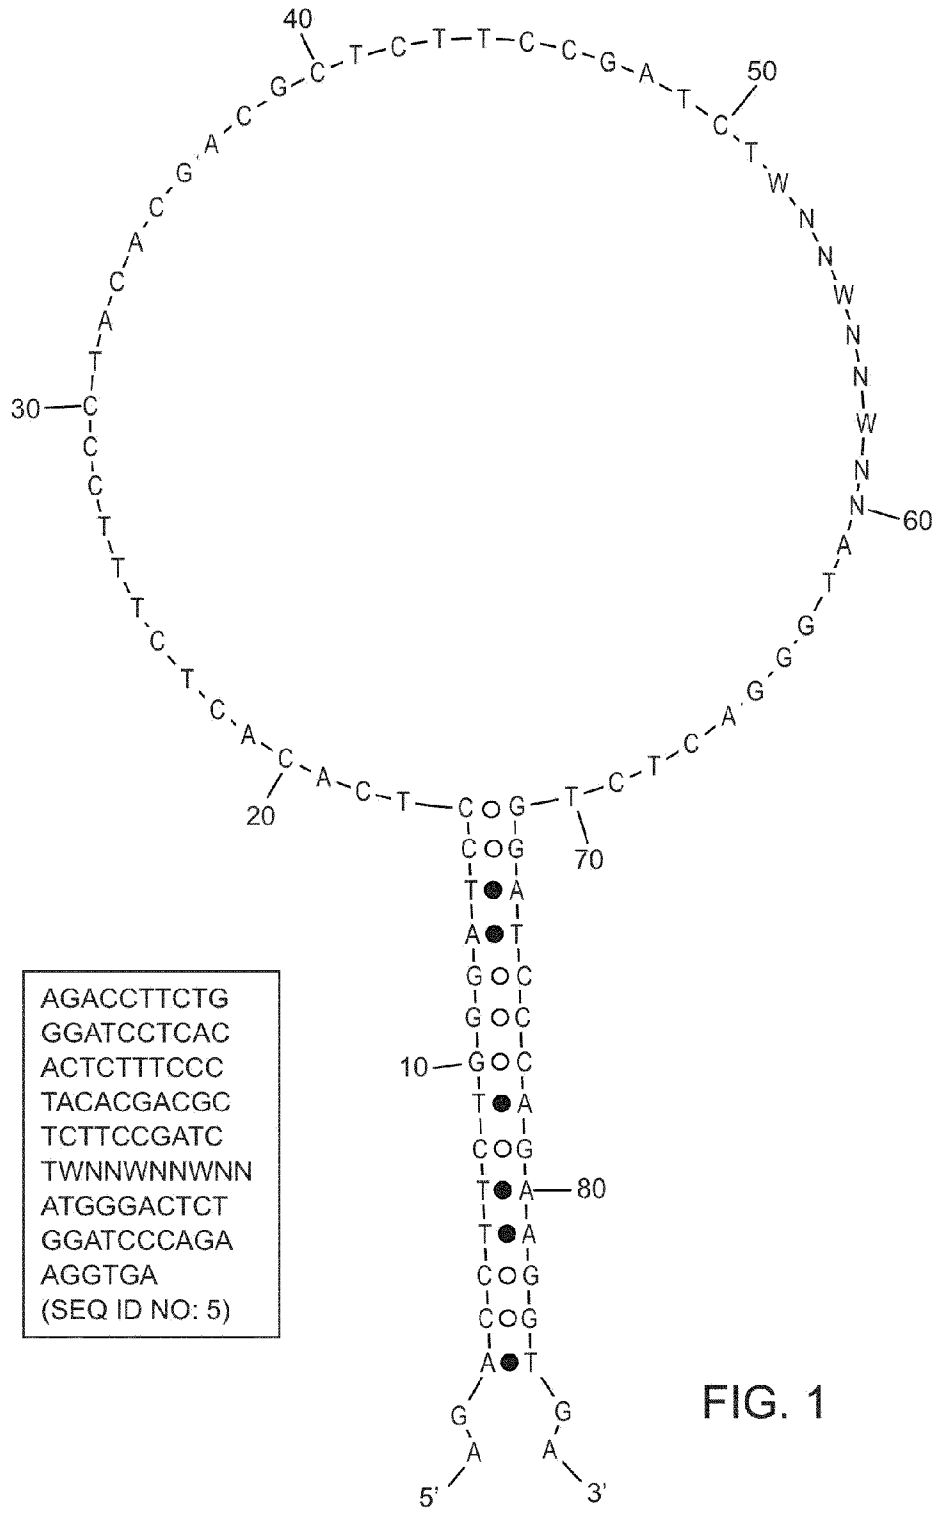 40
50
30
60
20
70
10
80
A G A C C T T C T G G G A T C C T C A C A C T C T T T C C C T A C A C G A C G C T C T T C C G A T C T W N N W N N W N N A T G G G A C T C T G G A T C C C A G A A G G T G A
AGACCTTCTG
GGATCCTCAC
ACTCTTTCCC
TACACGACGC
TCTTCCGATC
TWNNWNNWNN
ATGGGACTCT
GGATCCCAGA
AGGTGA
(SEQ ID NO: 5)
5'
3'
FIG. 1